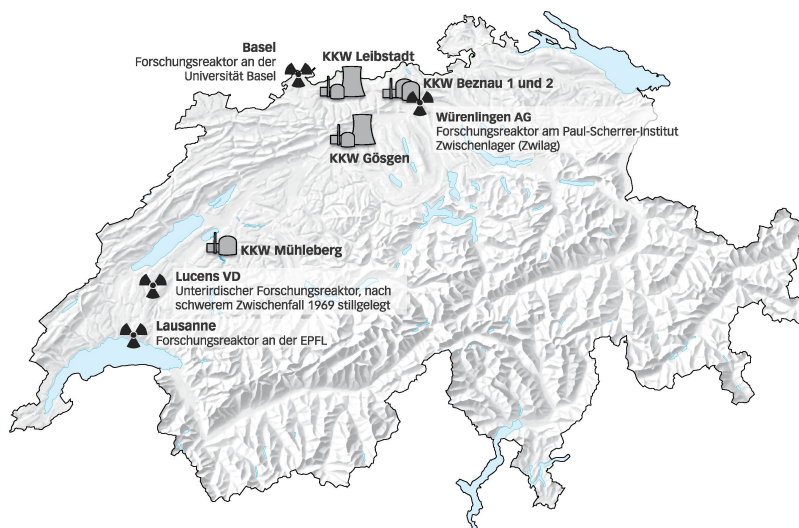 Basel
Forschungsreaktor an der
Universität Basel
KKW Leibstadt
KKW Beznau 1 und 2
Würenlingen AG
Forschungsreaktor am Paul-Scherrer-Institut
Zwischenlager (Zwilag)
KKW Gösgen
KKW Mühleberg
Lucens VD
Unterirdischer Forschungsreaktor, nach
schwerem Zwischenfall 1969 stillgelegt
Lausanne
Forschungsreaktor an der EPFL